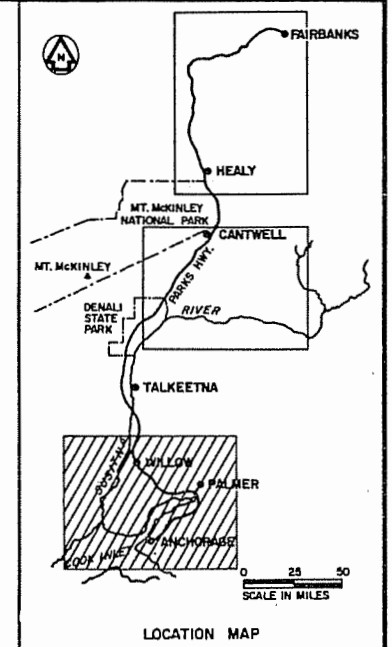 N
FAIRBANKS
HEALY
MT. McKINLEY
NATIONAL PARK
CANTWELL
MT. McKINLEY
PARKS HWY.
DENALI
STATE
PARK
RIVER
TALKEETNA
SUSITNA
WILLOW
PALMER
ANCHORAGE
COOK INLET
0 25 50
SCALE IN MILES
LOCATION MAP